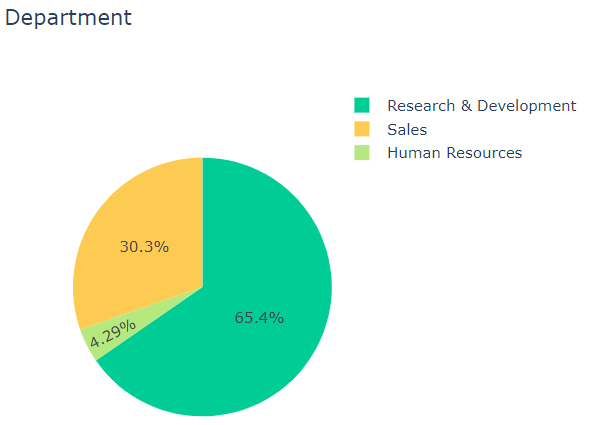 Department
Research & Development
Sales
Human Resources
30.3%
65.4%
4.29%